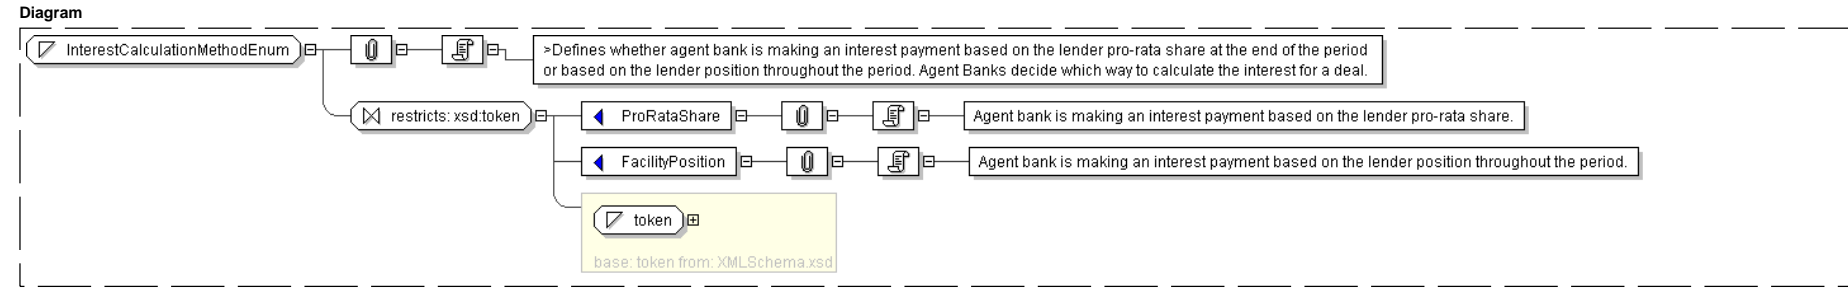 Diagram
InterestCalculationMethodEnum
>Defines whether agent bank is making an interest payment based on the lender pro-rata share at the end of the period
or based on the lender position throughout the period. Agent Banks decide which way to calculate the interest for a deal.
restricts: xsd:token
ProRataShare
Agent bank is making an interest payment based on the lender pro-rata share.
FacilityPosition
Agent bank is making an interest payment based on the lender position throughout the period.
token
base: token from: XMLSchema.xsd